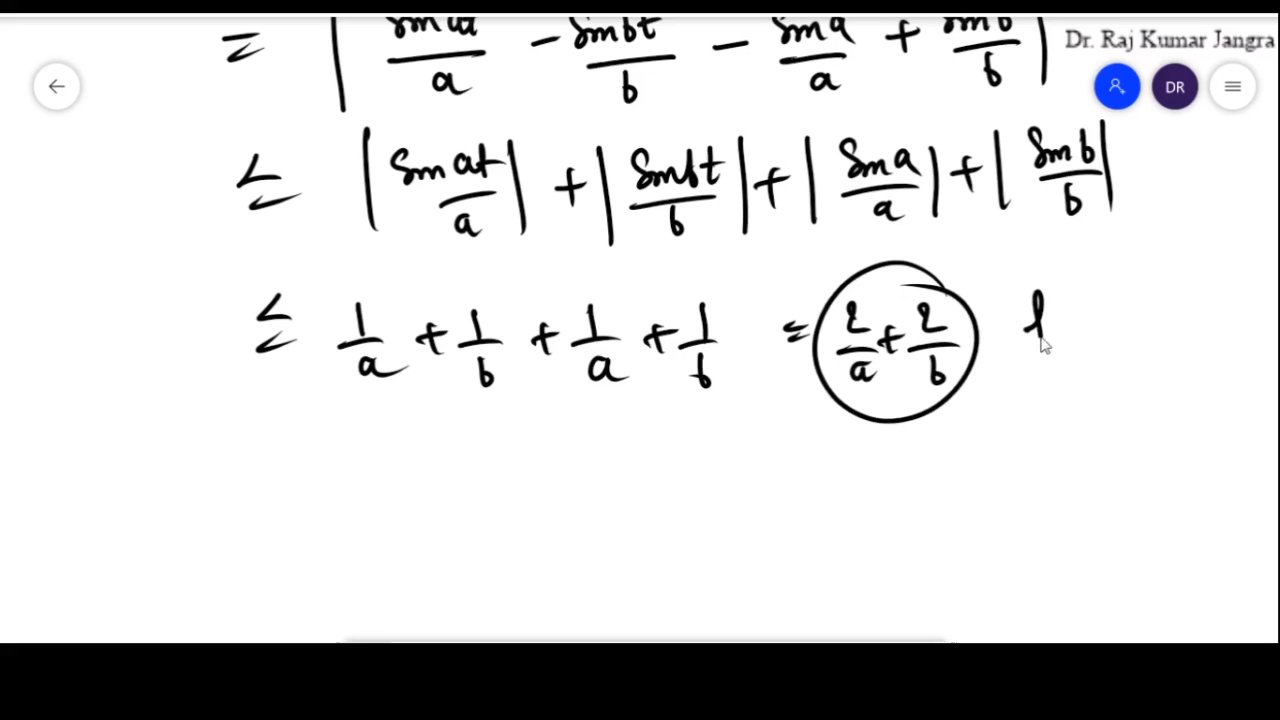 = | sin at/a - sin bt/b - sin a/a + sin b/b |
Dr. Raj Kumar Jangra
DR
≤ | sin at/a | + | sin bt/b | + | sin a/a | + | sin b/b |
≤ 1/a + 1/b + 1/a + 1/b = 2/a + 2/b